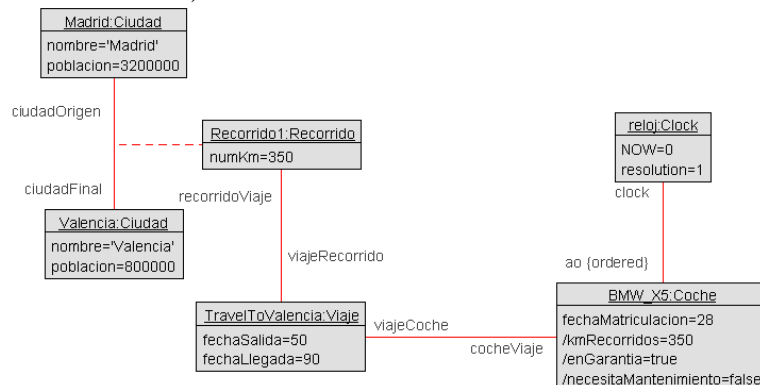 Madrid:Ciudad
nombre='Madrid'
poblacion=3200000
ciudadOrigen
Recorrido1:Recorrido
numKm=350
reloj:Clock
NOW=0
resolution=1
ciudadFinal
recorridoViaje
clock
Valencia:Ciudad
nombre='Valencia'
poblacion=800000
viajeRecorrido
ao {ordered}
TravelToValencia:Viaje
fechaSalida=50
fechaLlegada=90
viajeCoche
cocheViaje
BMW_X5:Coche
fechaMatriculacion=28
/kmRecorridos=350
/enGarantia=true
/necesitaMantenimiento=false